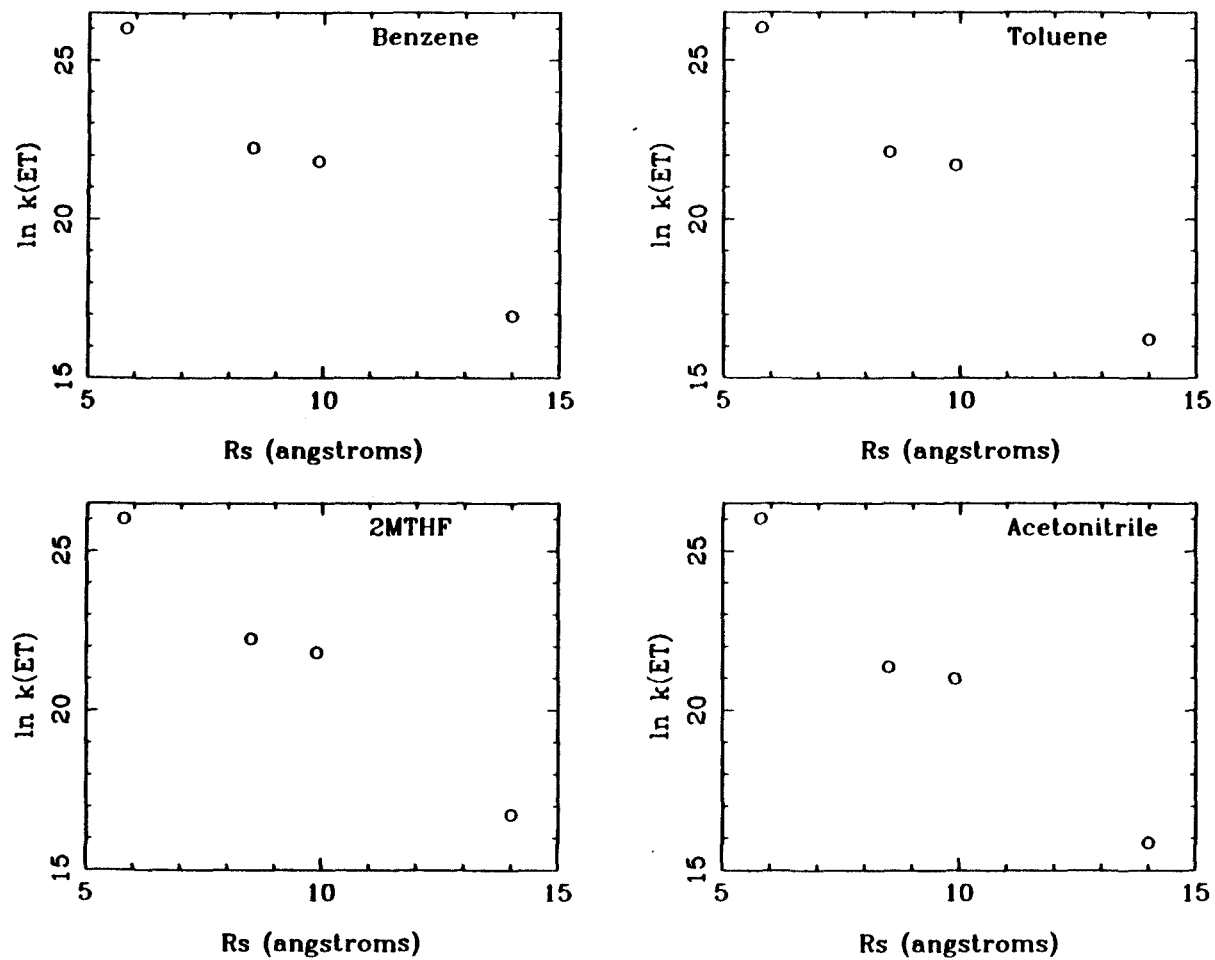 Benzene
ln k(ET)
25
20
15
5
10
15
Rs (angstroms)
Toluene
ln k(ET)
25
20
15
5
10
15
Rs (angstroms)
2MTHF
ln k(ET)
25
20
15
5
10
15
Rs (angstroms)
Acetonitrile
ln k(ET)
25
20
15
5
10
15
Rs (angstroms)